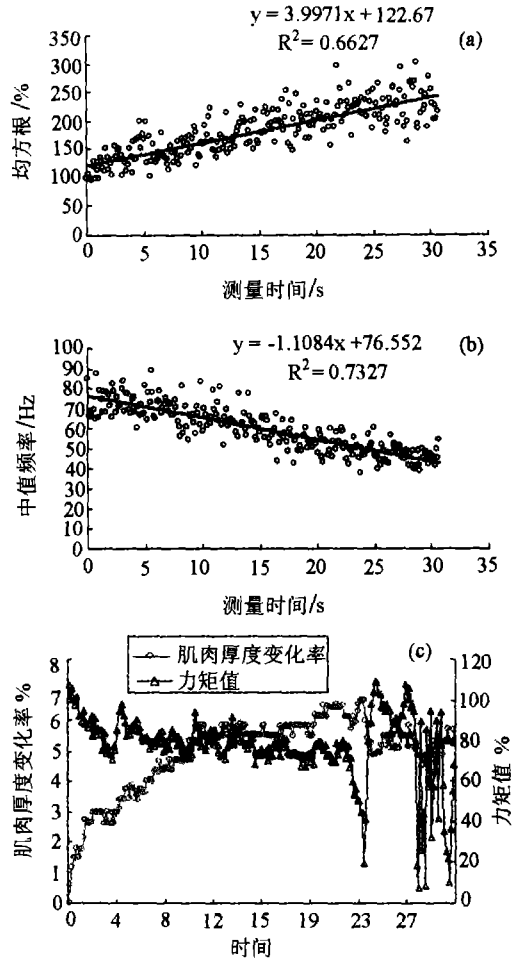 y = 3.9971x + 122.67
R² = 0.6627
(a)
350
300
250
200
150
100
50
0
均方根 /%
0 5 10 15 20 25 30 35
测量时间/s
y = -1.1084x +76.552
R² = 0.7327
(b)
100
90
80
70
60
50
40
30
20
10
0
中值频率/Hz
0 5 10 15 20 25 30 35
测量时间/s
肌肉厚度变化率
力矩值
(c)
8
7
6
5
4
3
2
1
0
肌肉厚度变化率 %
120
100
80
60
40
20
0
力矩值 %
0 4 8 12 15 19 23 27
时间